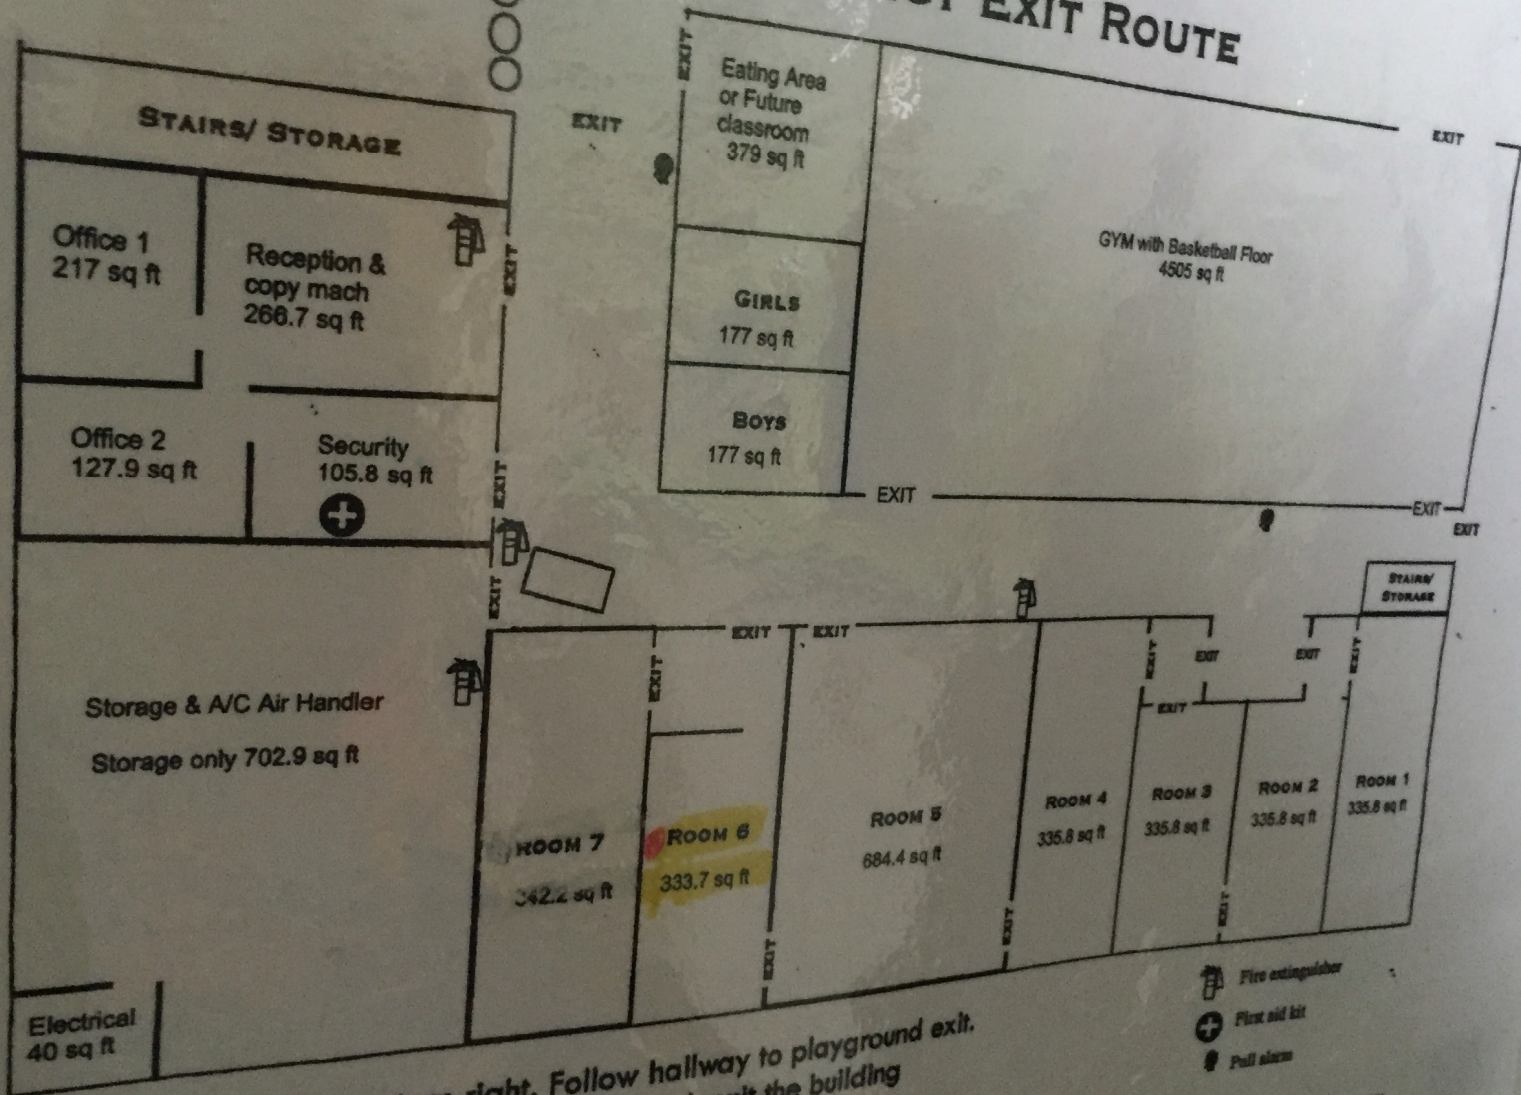 EXIT ROUTE
STAIRS/ STORAGE
Office 1
217 sq ft
Reception &
copy mach
266.7 sq ft
EXIT
Office 2
127.9 sq ft
Security
105.8 sq ft
EXIT
EXIT
Storage & A/C Air Handler
Storage only 702.9 sq ft
Electrical
40 sq ft
EXIT
EXIT
Eating Area
or Future
classroom
379 sq ft
GIRLS
177 sq ft
BOYS
177 sq ft
GYM with Basketball Floor
4505 sq ft
EXIT
EXIT
EXIT
EXIT
STAIRS/
STORAGE
EXIT
EXIT
EXIT
EXIT
EXIT
EXIT
EXIT
EXIT
ROOM 7
342.2 sq ft
ROOM 6
333.7 sq ft
ROOM 5
684.4 sq ft
ROOM 4
335.8 sq ft
ROOM 3
335.8 sq ft
ROOM 2
335.8 sq ft
ROOM 1
335.8 sq ft
EXIT
EXIT
EXIT
Fire extinguisher
First aid kit
Pull alarm
right. Follow hallway to playground exit.
the building